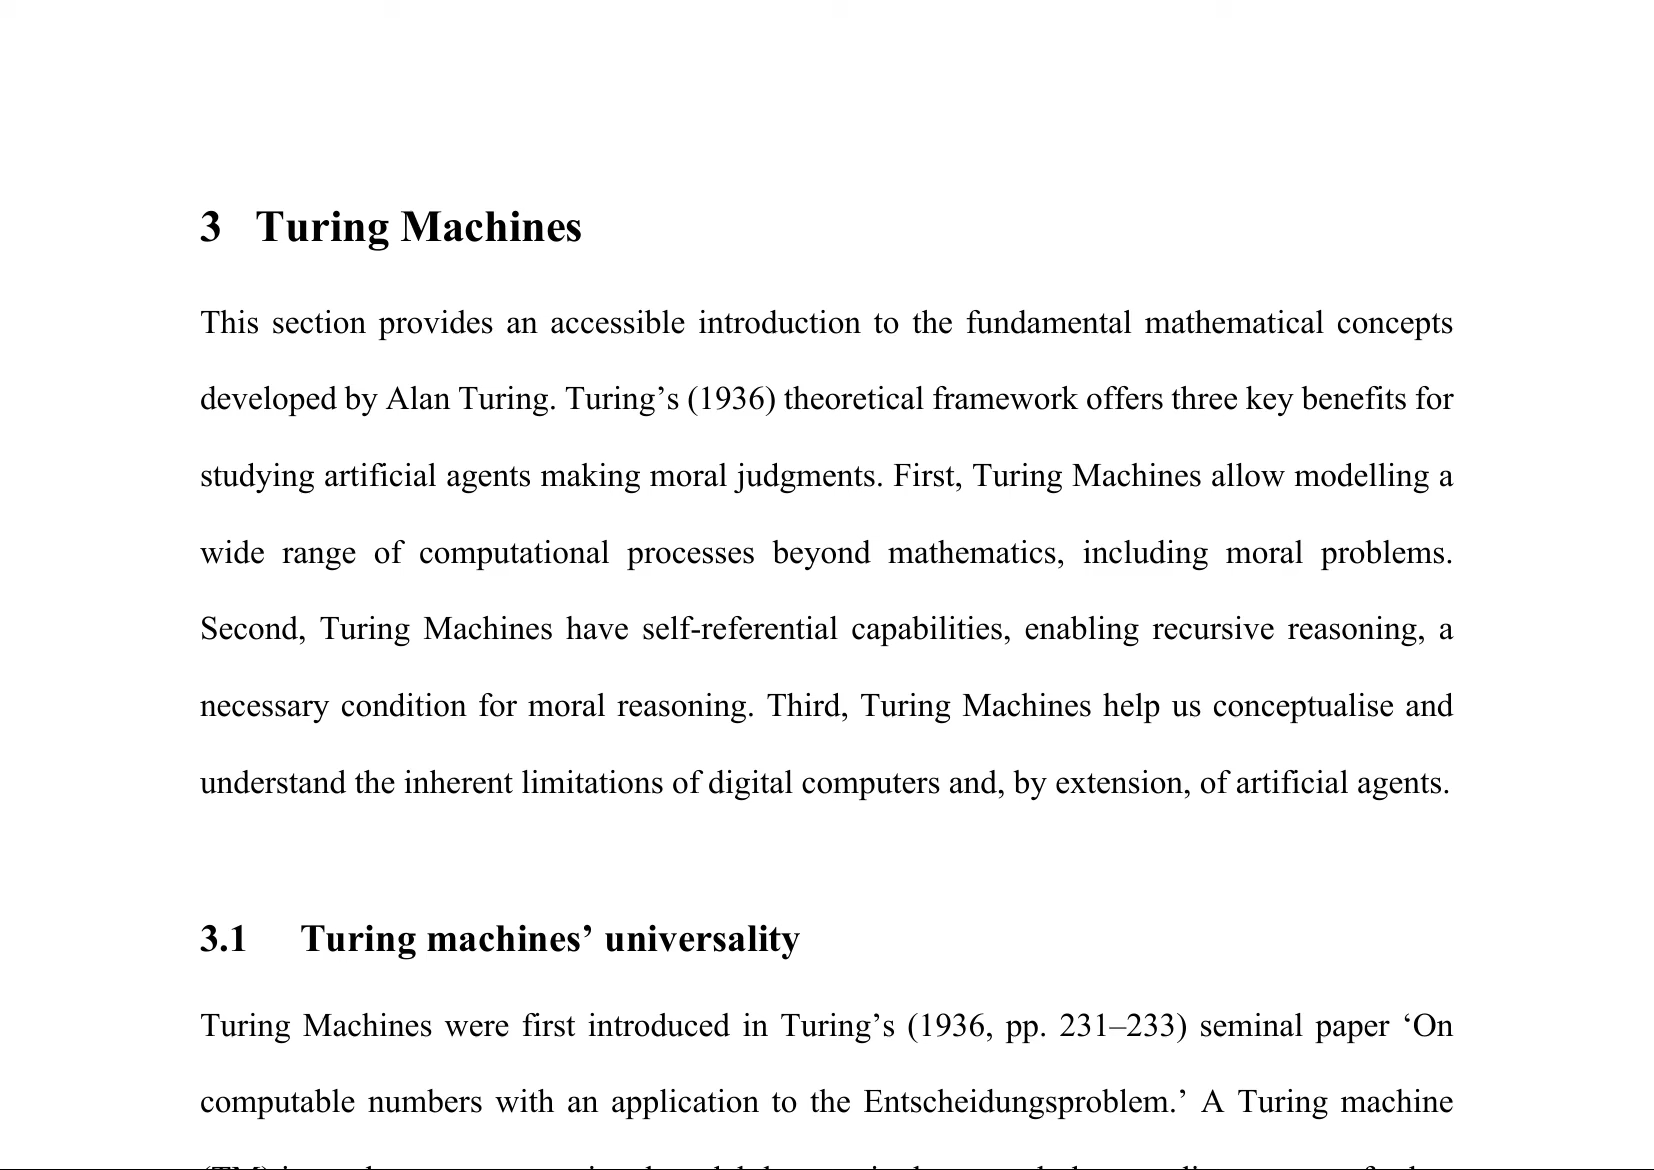 3 Turing Machines
This section provides an accessible introduction to the fundamental mathematical concepts
developed by Alan Turing. Turing’s (1936) theoretical framework offers three key benefits for
studying artificial agents making moral judgments. First, Turing Machines allow modelling a
wide range of computational processes beyond mathematics, including moral problems.
Second, Turing Machines have self-referential capabilities, enabling recursive reasoning, a
necessary condition for moral reasoning. Third, Turing Machines help us conceptualise and
understand the inherent limitations of digital computers and, by extension, of artificial agents.
3.1 Turing machines’ universality
Turing Machines were first introduced in Turing’s (1936, pp. 231–233) seminal paper ‘On
computable numbers with an application to the Entscheidungsproblem.’ A Turing machine